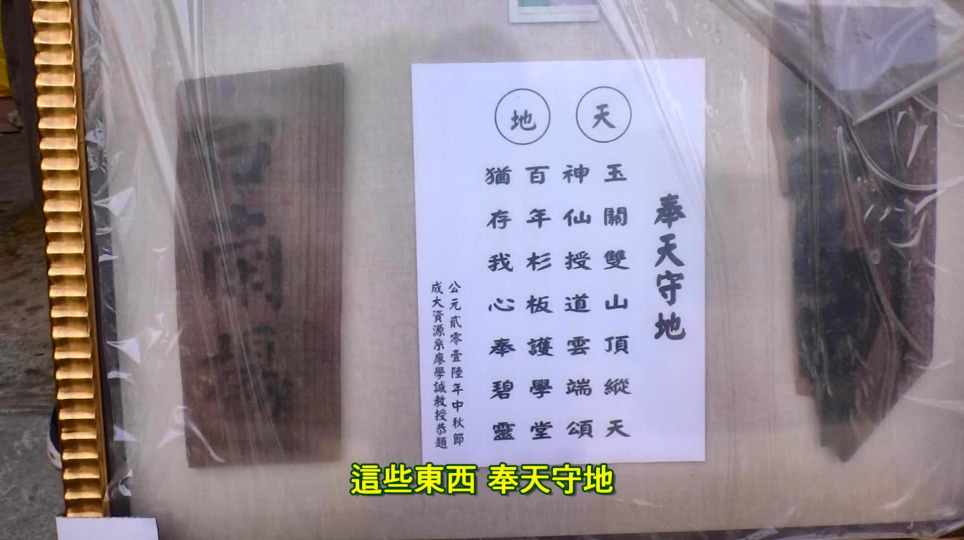 天
地
奉天守地
玉關雙山頂縱天
神仙授道雲端頌
百年杉板護學堂
猶存我心奉碧靈
公元貳零壹陸年中秋節
成大資源系廖學誠教授恭題
這些東西 奉天守地